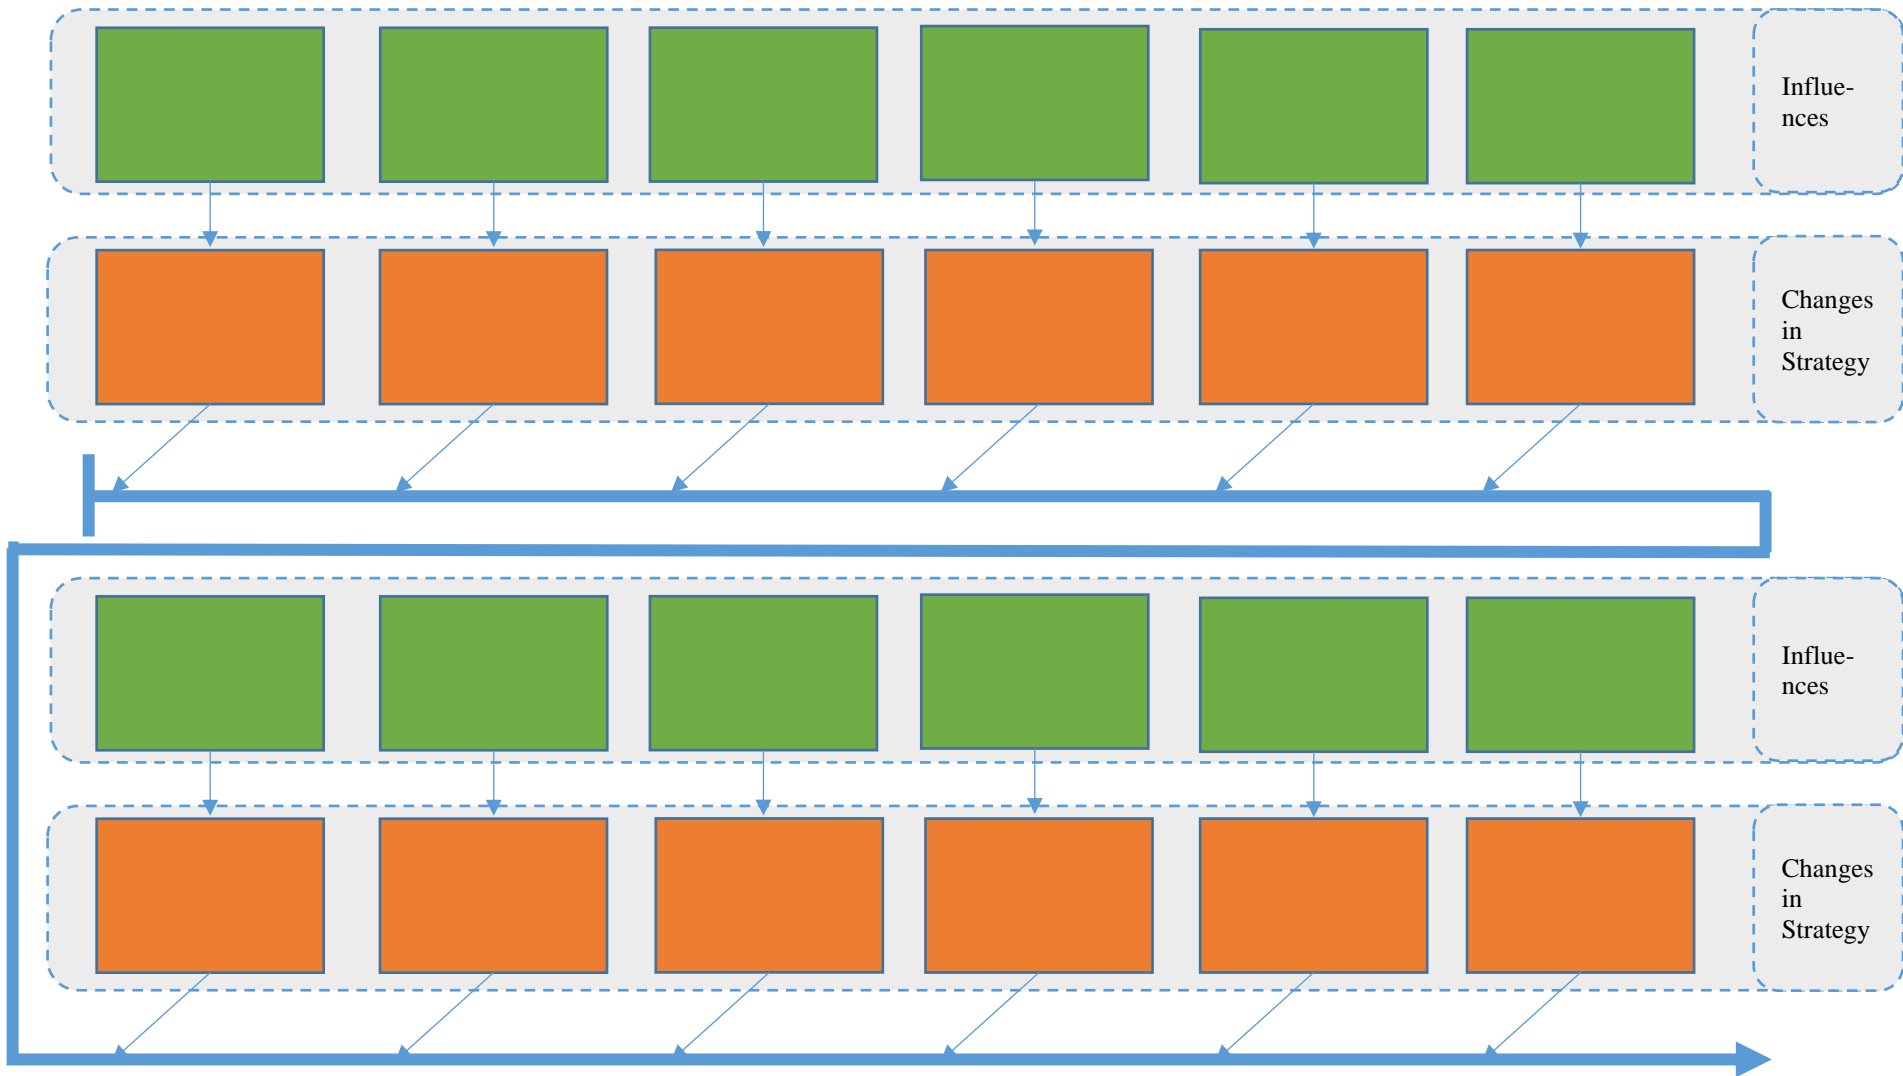 Influe-
nces
Changes
in
Strategy
Influe-
nces
Changes
in
Strategy